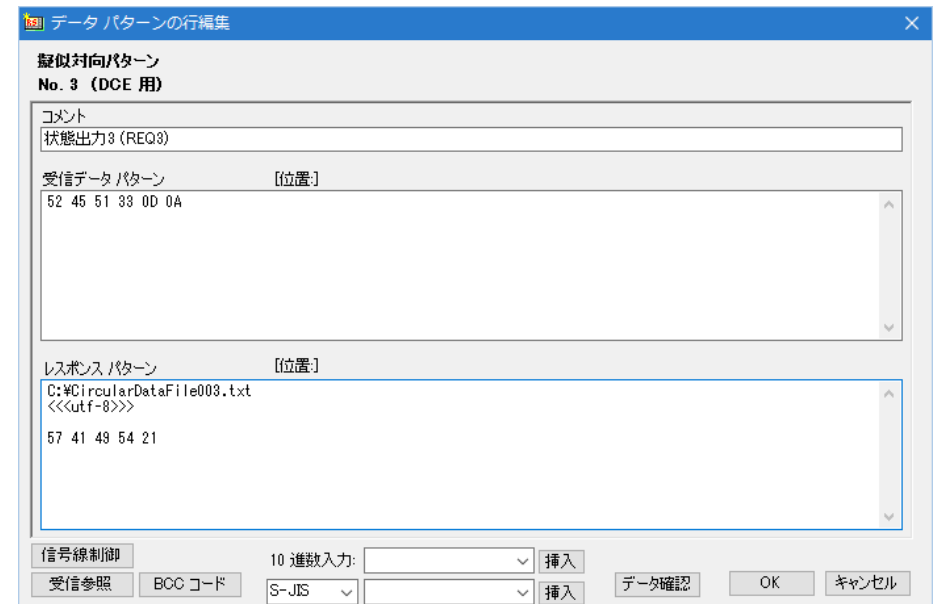 データ パターンの行編集
擬似対向パターン
No. 3 (DCE 用)
コメント
状態出力3 (REQ3)
受信データ パターン [位置:]
52 45 51 33 0D 0A
レスポンス パターン [位置:]
C:¥CircularDataFile003.txt
<<<utf-8>>>
57 41 49 54 21
信号線制御 10 進数入力: 挿入
受信参照 BCC コード S-JIS 挿入 データ確認 OK キャンセル